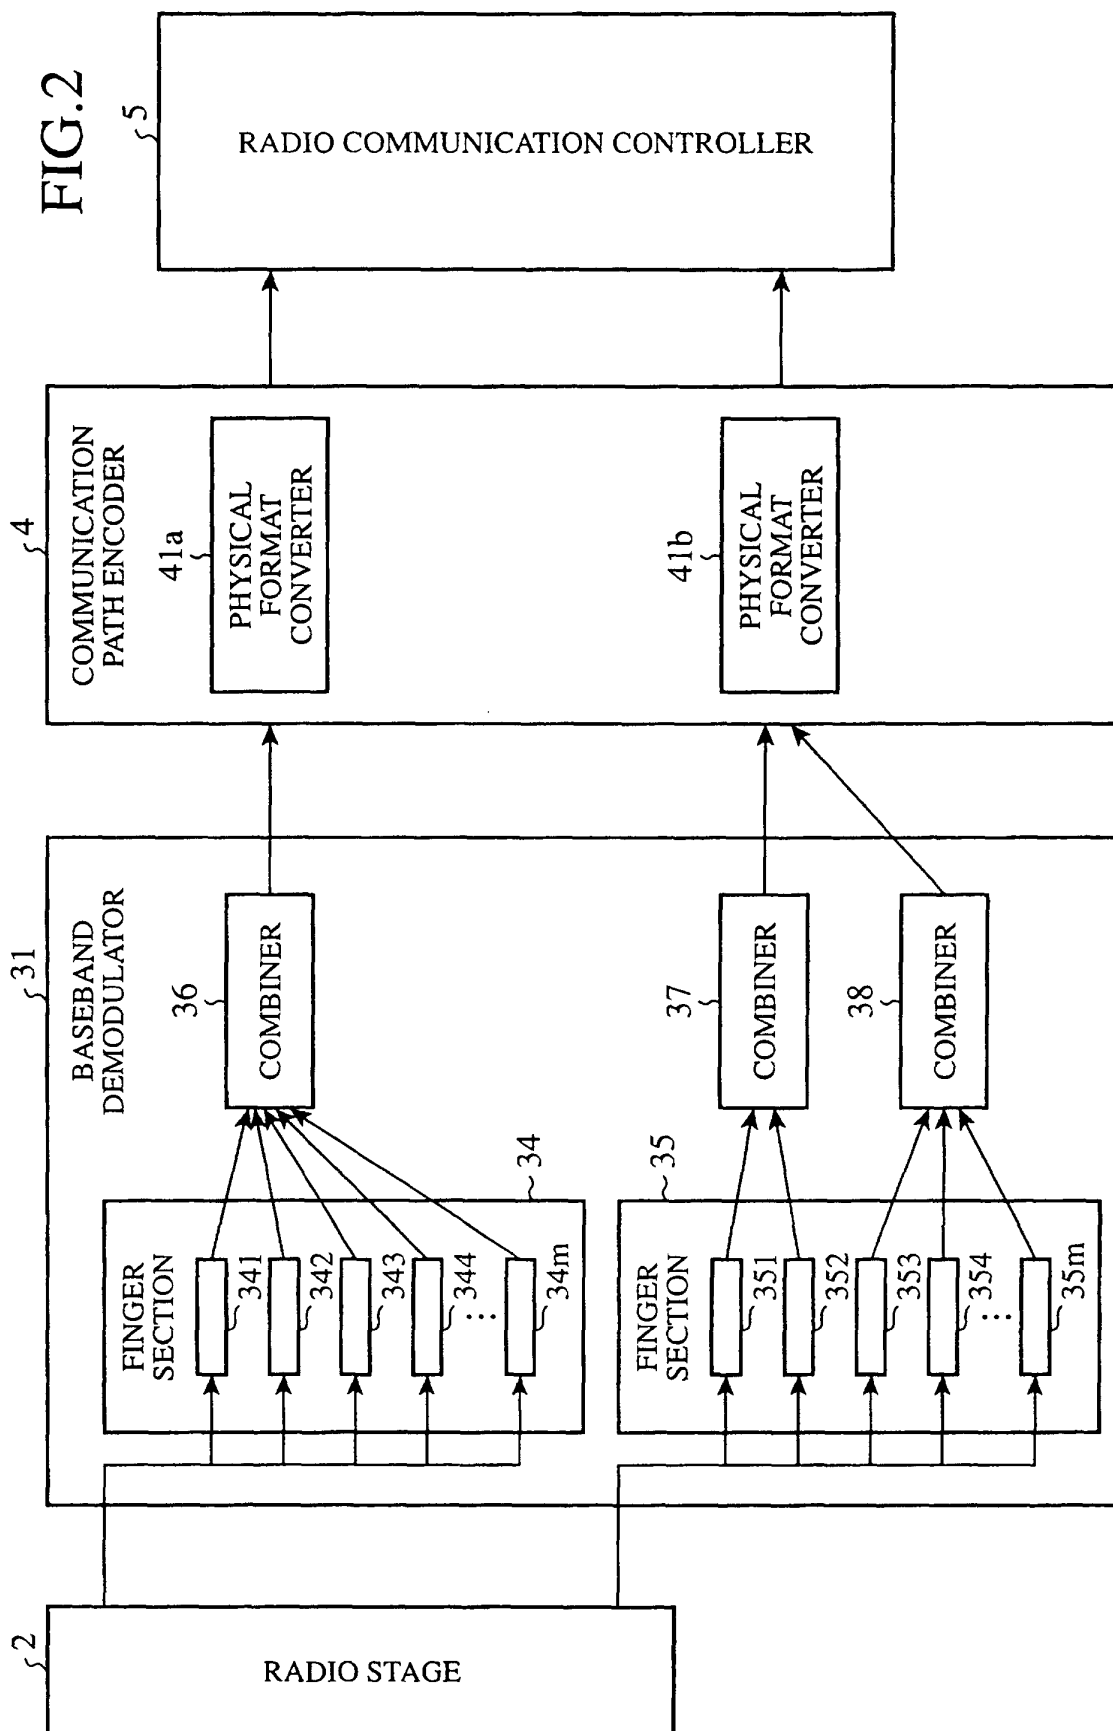 FIG.2
2
RADIO STAGE
31
BASEBAND
DEMODULATOR
FINGER
SECTION
34
341
342
343
344
...
34m
36
COMBINER
FINGER
SECTION
35
351
352
353
354
...
35m
37
COMBINER
38
COMBINER
4
COMMUNICATION
PATH ENCODER
41a
PHYSICAL
FORMAT
CONVERTER
41b
PHYSICAL
FORMAT
CONVERTER
5
RADIO COMMUNICATION CONTROLLER